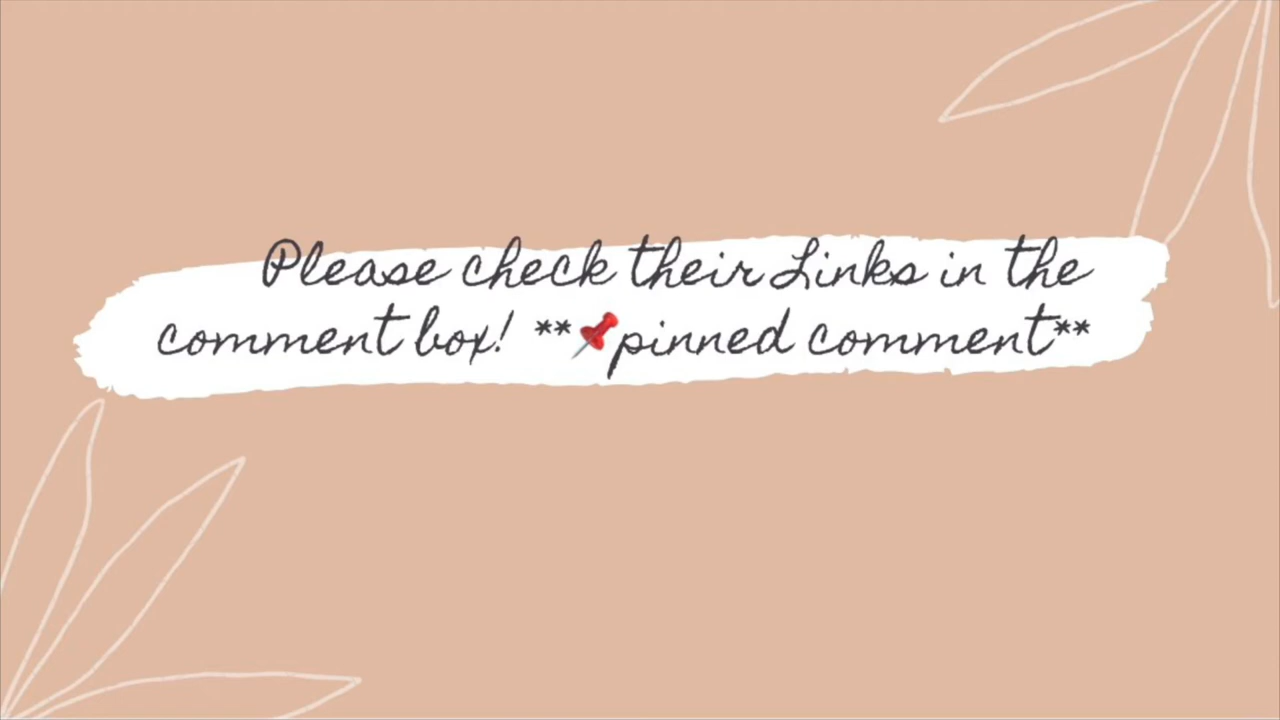 Please check their Links in the
comment box! **📌pinned comment**